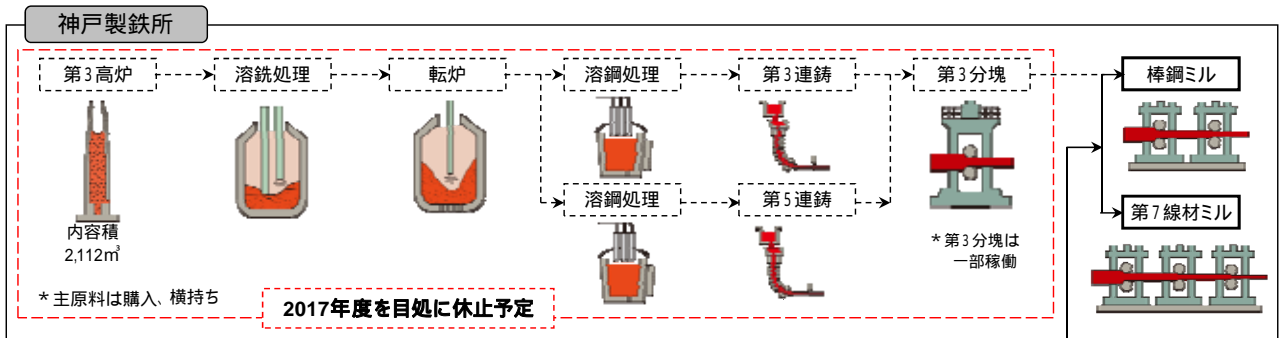 神戸製鉄所
第3高炉
溶銑処理
転炉
溶鋼処理
第3連鋳
第3分塊
棒鋼ミル
溶鋼処理
第5連鋳
第7線材ミル
内容積
2,112㎥
*第3分塊は
一部稼働
*主原料は購入、横持ち
2017年度を目処に休止予定